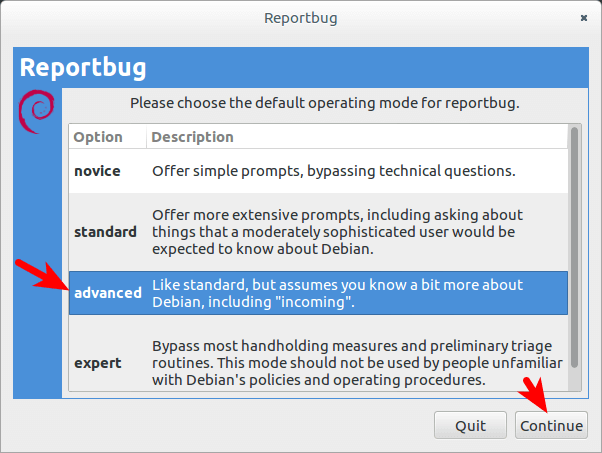 Reportbug
Reportbug
Please choose the default operating mode for reportbug.
Option Description
novice Offer simple prompts, bypassing technical questions.
standard Offer more extensive prompts, including asking about
things that a moderately sophisticated user would be
expected to know about Debian.
advanced Like standard, but assumes you know a bit more about
Debian, including "incoming".
expert Bypass most handholding measures and preliminary triage
routines. This mode should not be used by people unfamiliar
with Debian's policies and operating procedures.
Quit Continue